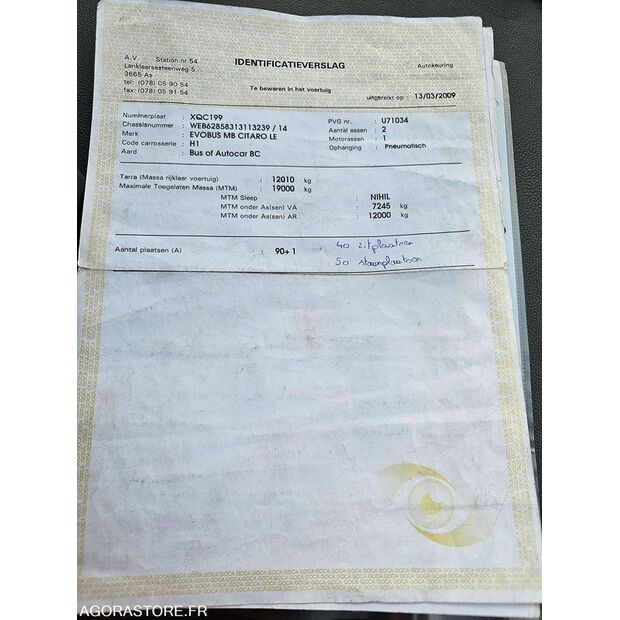 A.V. Station nr 54
Lanklaarsesteenweg 5
3665 As
tel: (078) 05 90 54
fax: (078) 05 91 54
IDENTIFICATIEVERSLAG
Autokeuring
Te bewaren in het voertuig
uitgereikt op : 13/03/2009
Nummerplaat : XQC199
PVG nr. : U71034
Chassisnummer : WEB62858313113239 / 14
Aantal assen : 2
Merk : EVOBUS MB CITARO LE
Motorassen : 1
Code carrosserie : H1
Ophanging : Pneumatisch
Aard : Bus of Autocar BC
Tarra (Massa rijklaar voertuig) : 12010 kg
Maximale Toegelaten Massa (MTM) : 19000 kg
MTM Sleep : NIHIL
MTM onder As(sen) VA : 7245 kg
MTM onder As(sen) AR : 12000 kg
Aantal plaatsen (A) : 90+1
40 zitplaatsen
50 staanplaatsen
AGORASTORE.FR